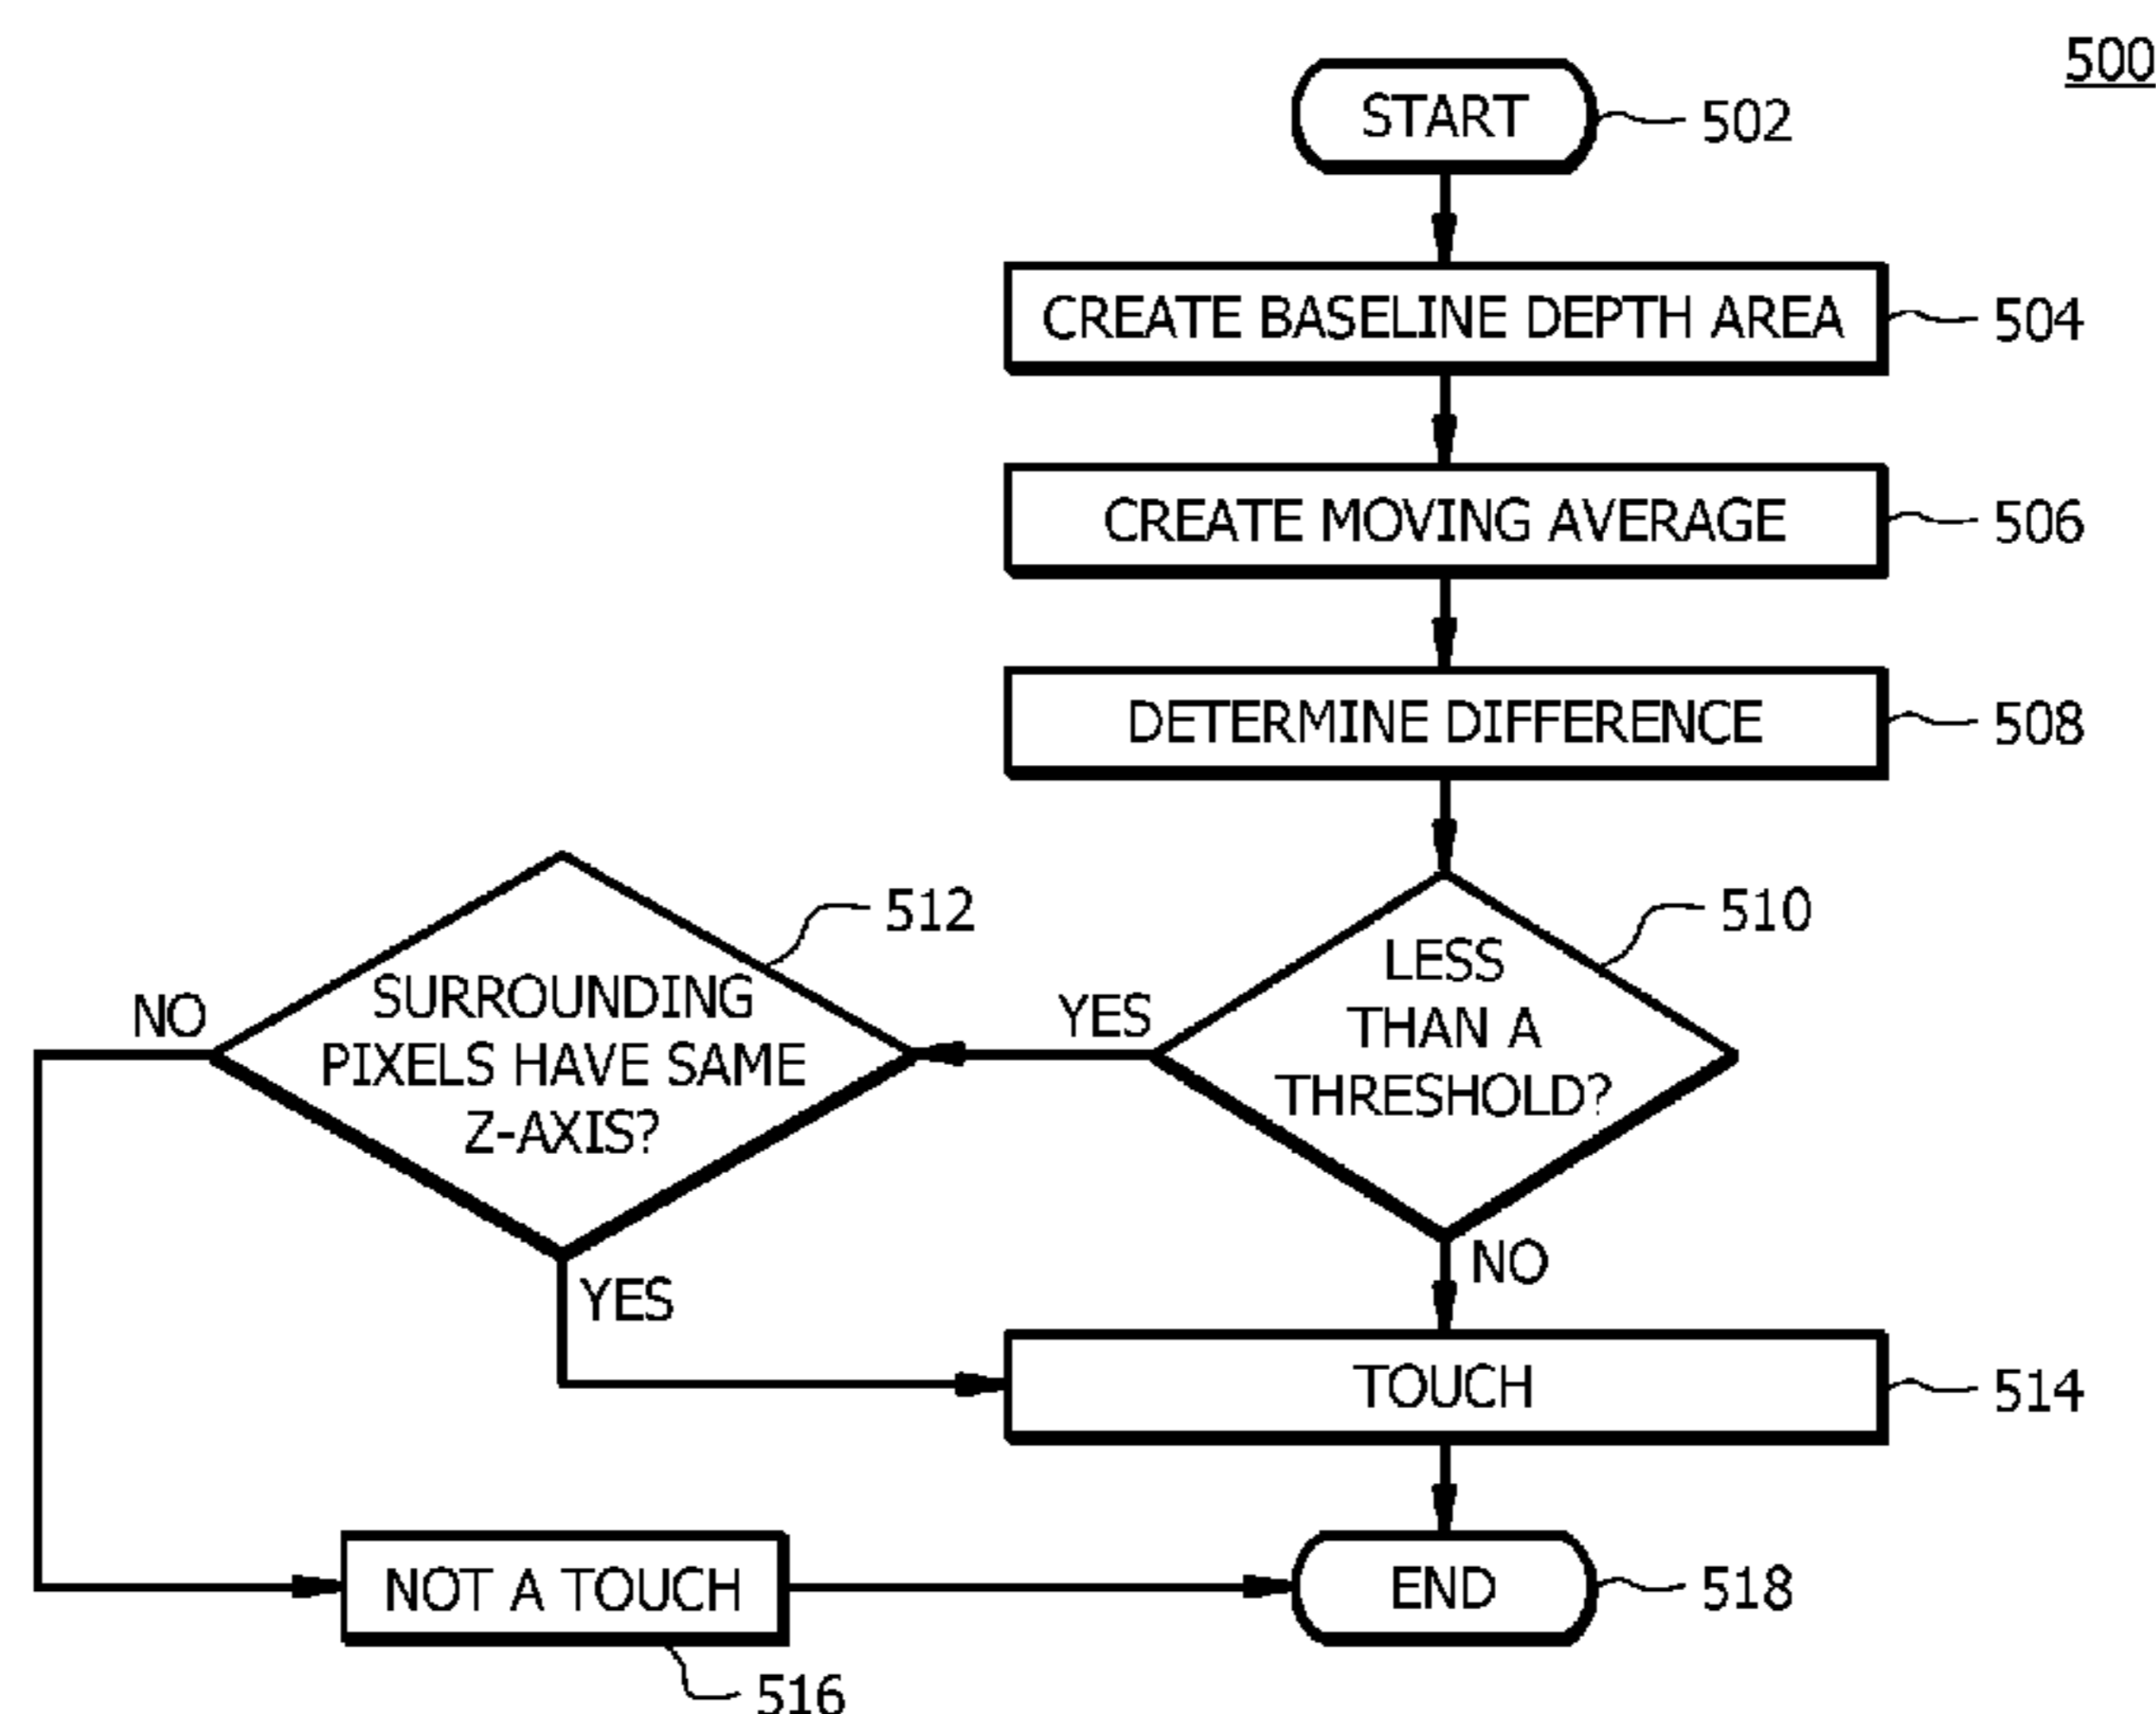 500
START
502
CREATE BASELINE DEPTH AREA
504
CREATE MOVING AVERAGE
506
DETERMINE DIFFERENCE
508
512
510
LESS
THAN A
THRESHOLD?
SURROUNDING
PIXELS HAVE SAME
Z-AXIS?
NO
YES
NO
YES
TOUCH
514
NOT A TOUCH
END
518
516